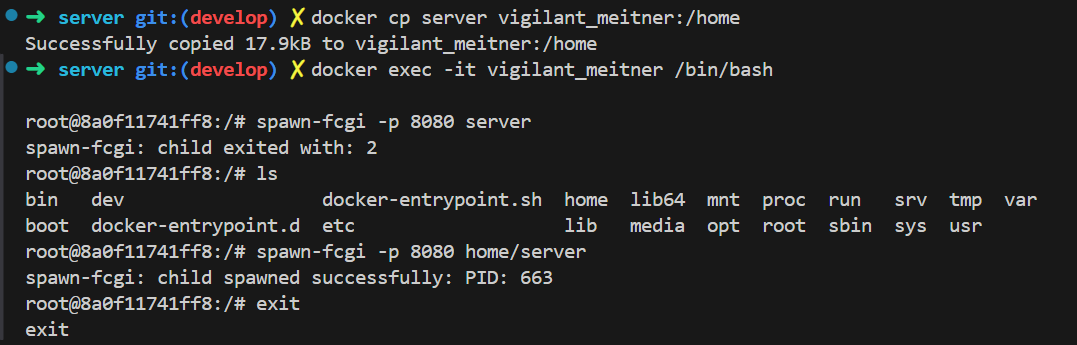 ➜ server git:(develop) ✗ docker cp server vigilant_meitner:/home
Successfully copied 17.9kB to vigilant_meitner:/home
➜ server git:(develop) ✗ docker exec -it vigilant_meitner /bin/bash
root@8a0f11741ff8:/# spawn-fcgi -p 8080 server
spawn-fcgi: child exited with: 2
root@8a0f11741ff8:/# ls
bin dev docker-entrypoint.sh home lib64 mnt proc run srv tmp var
boot docker-entrypoint.d etc lib media opt root sbin sys usr
root@8a0f11741ff8:/# spawn-fcgi -p 8080 home/server
spawn-fcgi: child spawned successfully: PID: 663
root@8a0f11741ff8:/# exit
exit